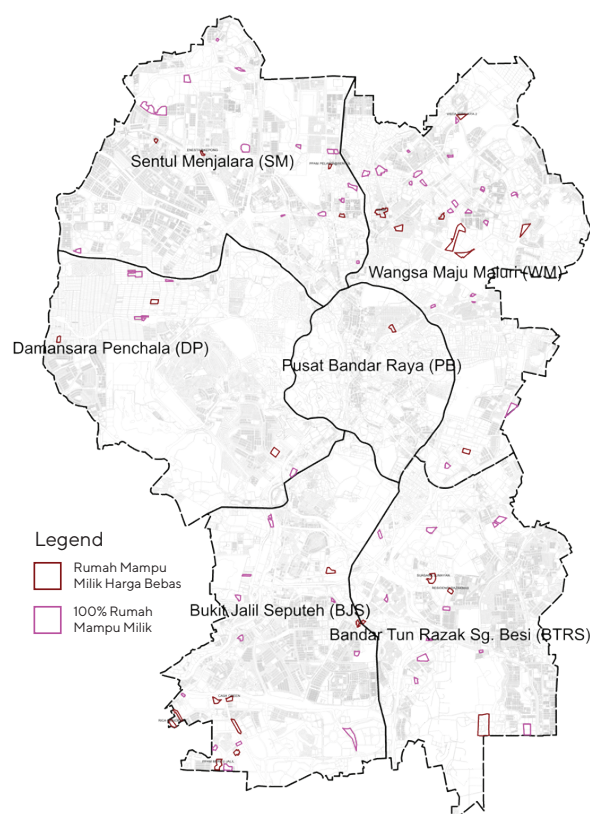 Sentul Menjalara (SM)
Wangsa Maju Maluri (WM)
Damansara Penchala (DP)
Pusat Bandar Raya (PB)
Legend
Rumah Mampu
Milik Harga Bebas
100% Rumah
Mampu Milik
Bukit Jalil Seputeh (BJS)
Bandar Tun Razak Sg. Besi (BTRS)